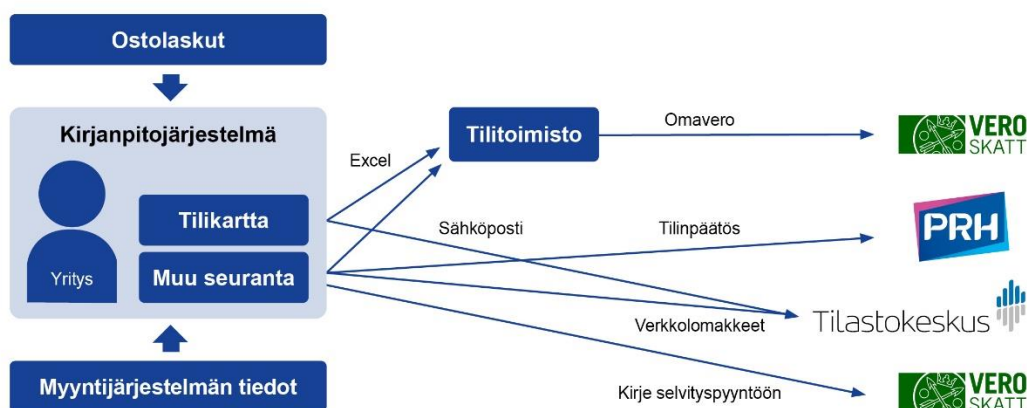 Ostolaskut
Kirjanpitojärjestelmä
Yritys
Tilikartta
Muu seuranta
Myyntijärjestelmän tiedot
Excel
Tilitoimisto
Omavero
VERO
SKATT
Sähköposti
Tilinpäätös
PRH
Verkkolomakkeet
Tilastokeskus
Kirje selvityspyyntöön
VERO
SKATT